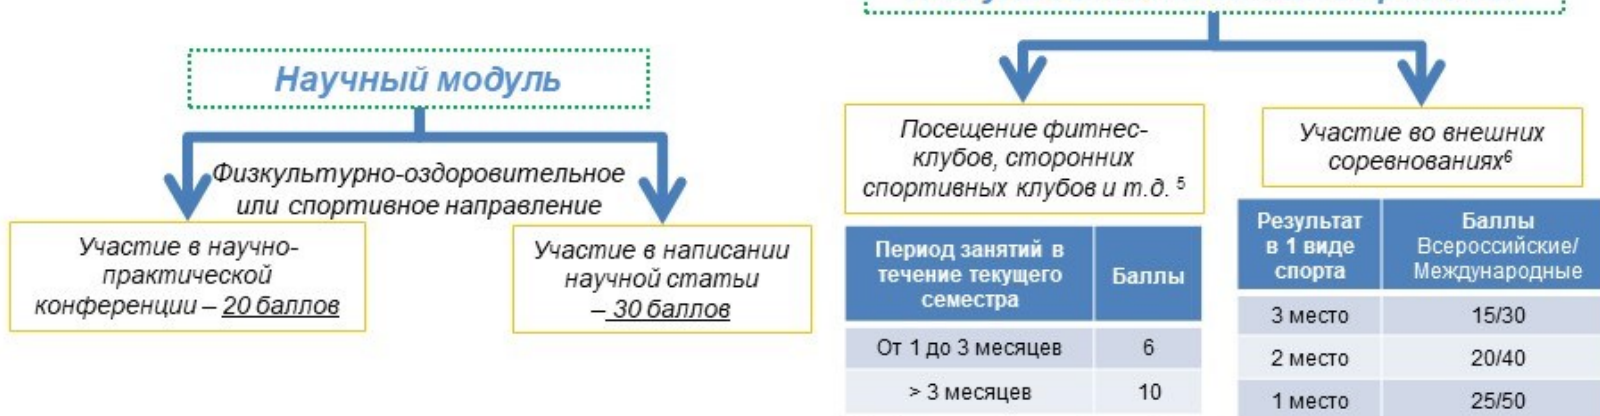 Научный модуль
Физкультурно-оздоровительное
или спортивное направление
Участие в научно-
практической
конференции – 20 баллов
Участие в написании
научной статьи
– 30 баллов
Посещение фитнес-
клубов, сторонних
спортивных клубов и т.д. 5
Период занятий в
течение текущего
семестра
Баллы
От 1 до 3 месяцев 6
> 3 месяцев 10
Участие во внешних
соревнованиях6
Результат
в 1 виде
спорта
Баллы
Всероссийские/
Международные
3 место 15/30
2 место 20/40
1 место 25/50